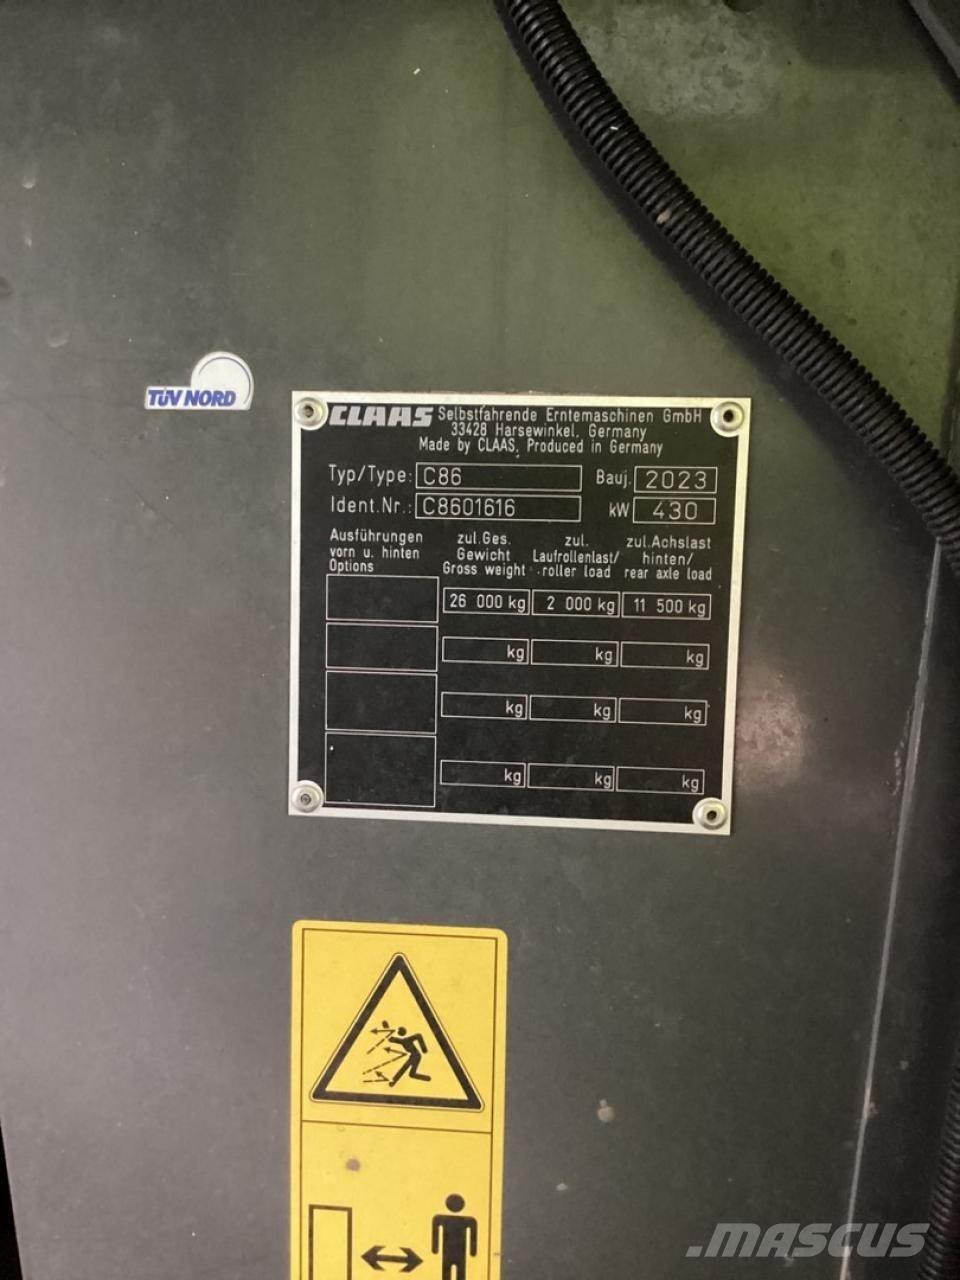 TÜV NORD
CLAAS Selbstfahrende Erntemaschinen GmbH
33428 Harsewinkel, Germany
Made by CLAAS, Produced in Germany
Typ/Type: C86 Bauj. 2023
Ident.Nr.: C8601616 kW 430
Ausführungen vorn u. hinten Options
zul.Ges. Gewicht Gross weight
zul. Laufrollenlast/ roller load
zul.Achslast hinten/ rear axle load
26 000 kg 2 000 kg 11 500 kg
kg kg kg
kg kg kg
kg kg kg
.MASCUS